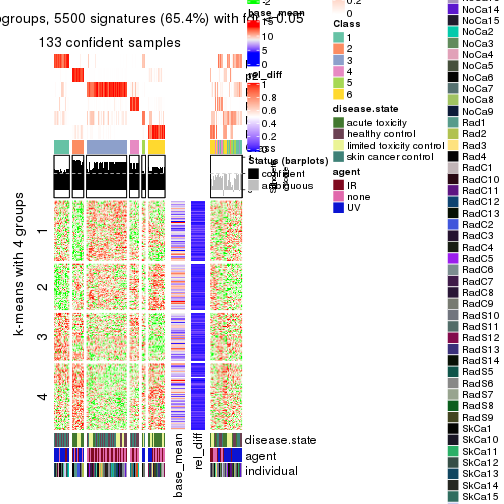 ogroups, 5500 signatures (65.4%) with
0.05
133 confident samples
base_mean
15
10
5
0
rel_diff
1
0.8
0.6
0.4
0.2
0
Status (barplots)
confident
ambiguous
k-means with 4 groups
1
2
3
4
base_mean
rel_diff
disease.state
agent
individual
0.2
0
Class
1
2
3
4
5
6
disease.state
acute toxicity
healthy control
limited toxicity control
skin cancer control
agent
IR
none
UV
NoCa14
NoCa15
NoCa2
NoCa3
NoCa4
NoCa5
NoCa6
NoCa7
NoCa8
NoCa9
Rad1
Rad2
Rad3
Rad4
RadC1
RadC10
RadC11
RadC12
RadC13
RadC2
RadC3
RadC4
RadC5
RadC6
RadC7
RadC8
RadC9
RadS10
RadS11
RadS12
RadS13
RadS14
RadS5
RadS6
RadS7
RadS8
RadS9
SkCa1
SkCa10
SkCa11
SkCa12
SkCa13
SkCa14
SkCa15